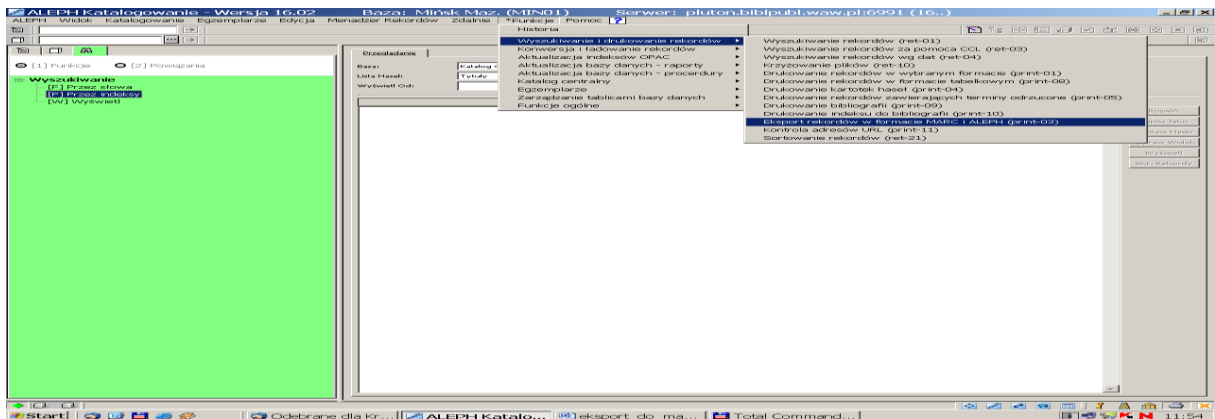 ALEPH Katalogowanie - Wersja 16.02 Baza: Mińsk Maz. (MIN01) Serwer: pluton.biblpubl.waw.pl:6991 (16..)
ALEPH Widok Katalogowanie Egzemplarze Edycja Menadżer Rekordów Zdalnie *Funkcje Pomoc ?
Historia
Wyszukiwanie i drukowanie rekordów
Konwersja i ładowanie rekordów
Aktualizacja indeksów OPAC
Aktualizacja bazy danych - raporty
Aktualizacja bazy danych - procerdury
Katalog centralny
Egzemplarze
Zarządzanie tablicami bazy danych
Funkcje ogólne
Wyszukiwanie rekordów (ret-01)
Wyszukiwanie rekordów za pomoca CCL (ret-03)
Wyszukiwanie rekordów wg dat (ret-04)
Krzyżowanie plików (ret-10)
Drukowanie rekordów w wybranym formacie (print-01)
Drukowanie rekordów w formacie tabelkowym (print-08)
Drukowanie kartotek haseł (print-04)
Drukowanie rekordów zawierających terminy odrzucone (print-05)
Drukowanie bibliografii (print-09)
Drukowanie indeksu do bibliografii (print-10)
Eksport rekordów w formacie MARC i ALEPH (print-03)
Kontrola adresów URL (print-11)
Sortowanie rekordów (ret-21)
[1] Funkcje [2] Powiązania
Wyszukiwanie
[F] Przez słowa
[P] Przez indeksy
[W] Wyświetl
Przeglądanie
Baza: Katalog
Lista Haseł: Tytuły
Wyświetl Od:
Wyświetl
Start Odebrane dla Kr... ALEPH Katalo... eksport_do_ma... Total Command... 11:54